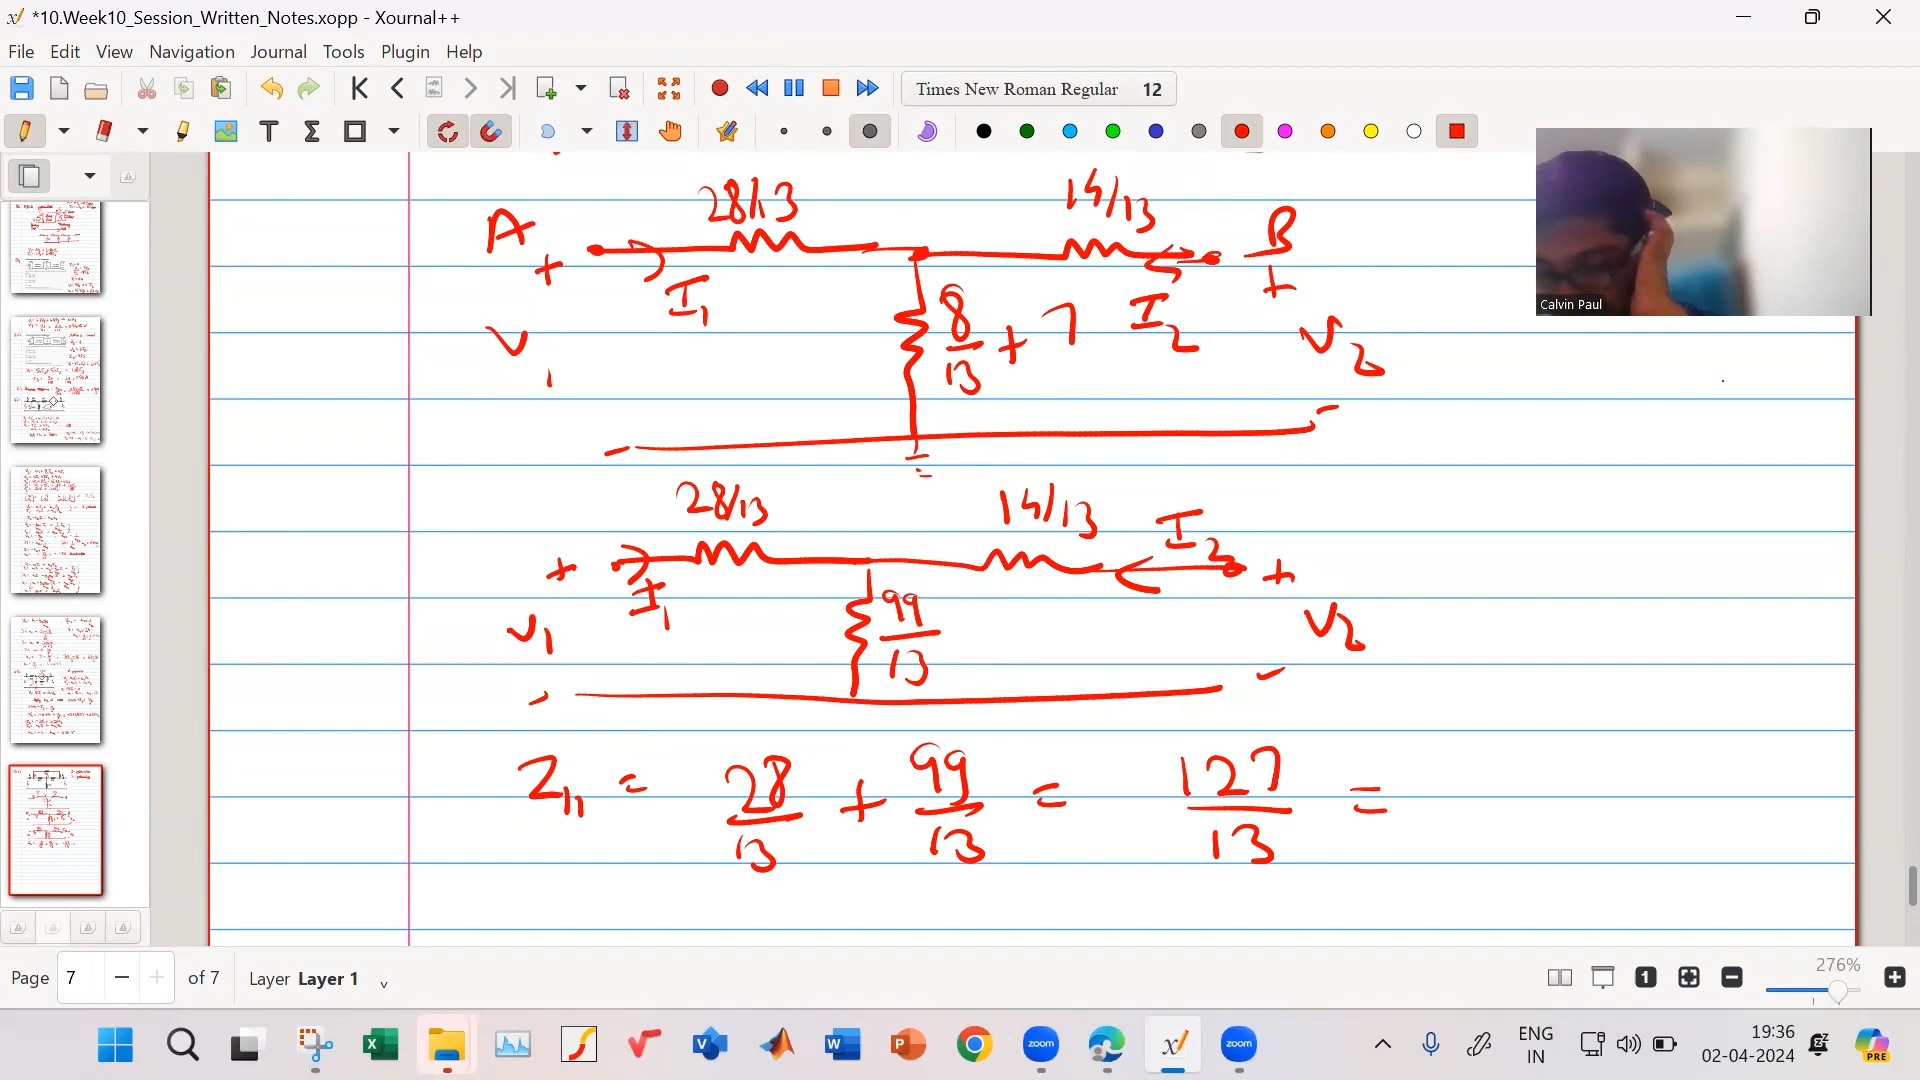 *10.Week10_Session_Written_Notes.xopp - Xournal++
File Edit View Navigation Journal Tools Plugin Help
Times New Roman Regular 12
Calvin Paul
28/13 14/13
A B
+ +
I1 8/13 + 7 I2
V V2
- -
28/13 14/13 I2
+ +
I1 99/13
V1 V2
- -
Z11 = 28/13 + 99/13 = 127/13 =
Page 7 of 7 Layer Layer 1
276%
zoom zoom
ENG
IN
19:36
02-04-2024
PRE